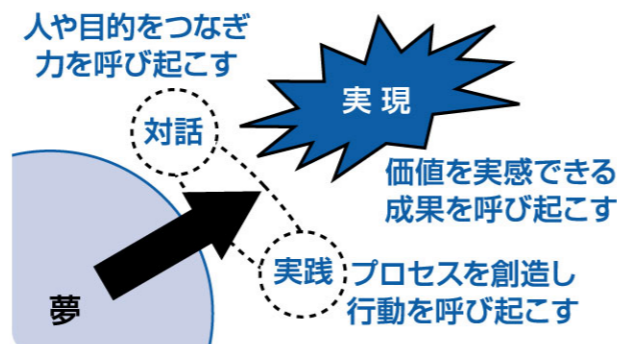 人や目的をつなぎ
力を呼び起こす
実現
対話
価値を実感できる
成果を呼び起こす
実践
プロセスを創造し
行動を呼び起こす
夢